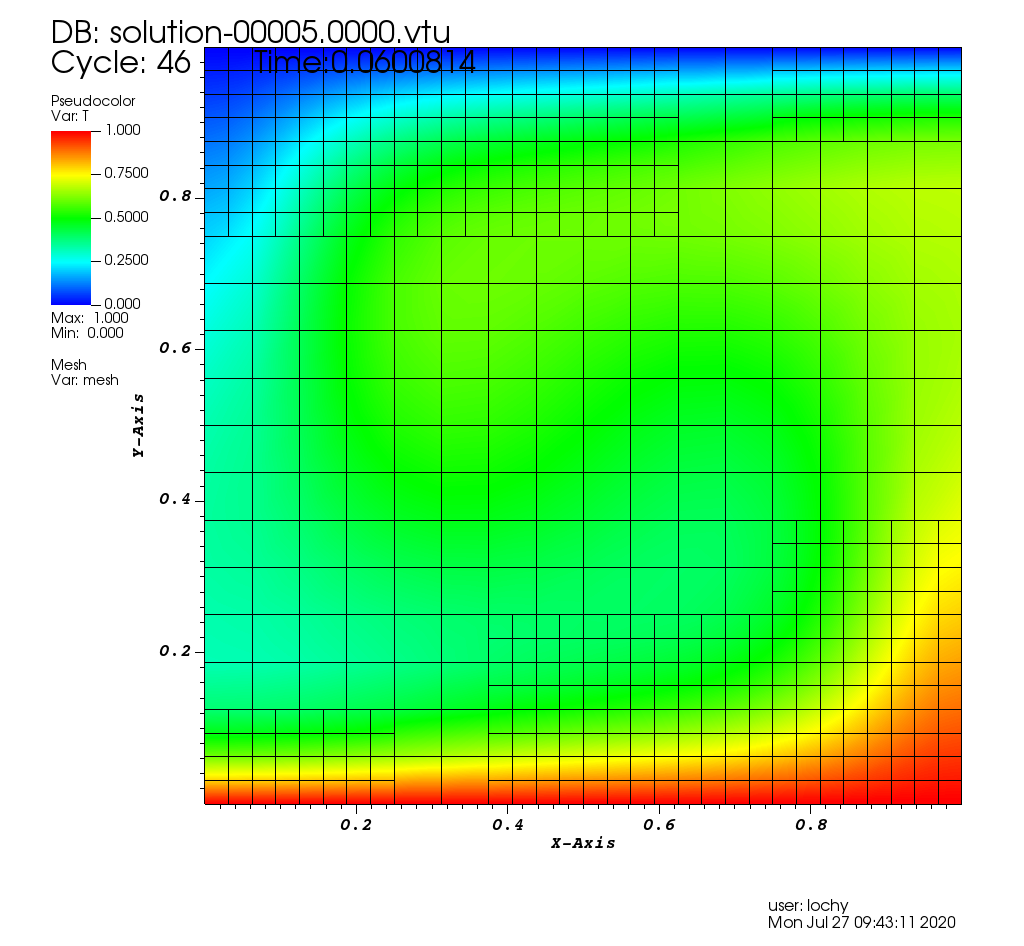 DB: solution-00005.0000.vtu
Cycle: 46 Time:0.0600814
Pseudocolor
Var: T
1.000
0.7500
0.5000
0.2500
0.000
Max: 1.000
Min: 0.000
Mesh
Var: mesh
0.8
0.6
0.4
0.2
Y-Axis
0.2 0.4 0.6 0.8
X-Axis
user: lochy
Mon Jul 27 09:43:11 2020